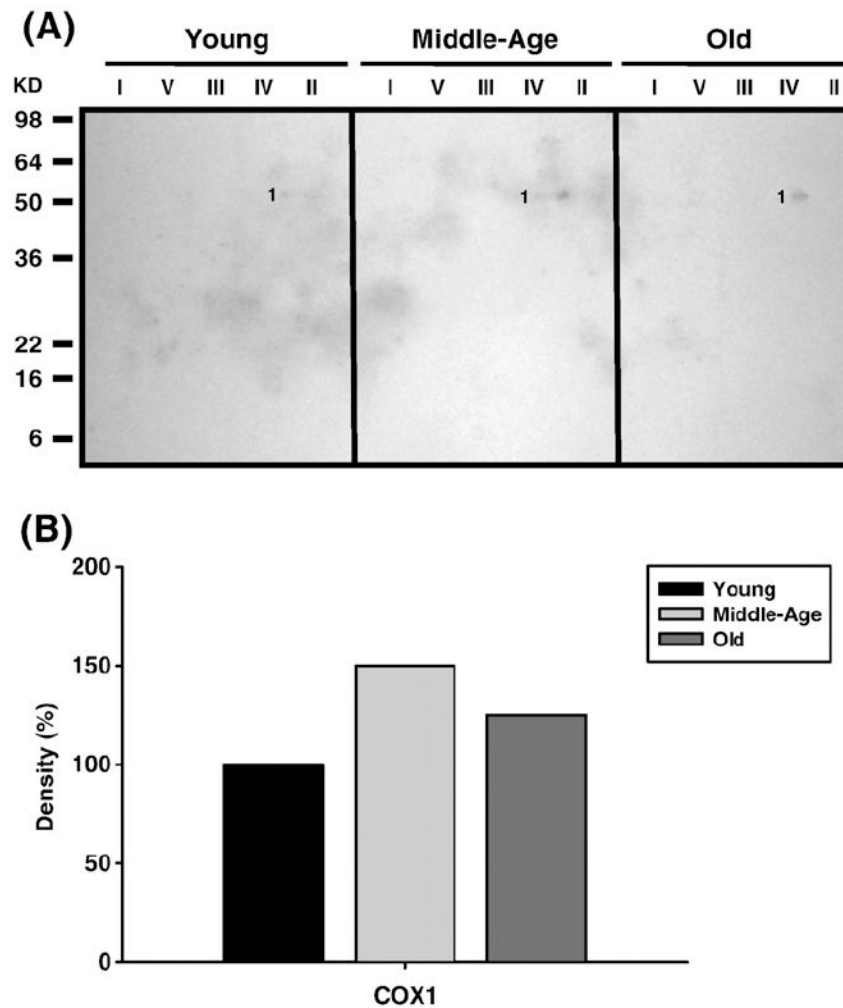 (A)
Young Middle-Age Old
KD I V III IV II I V III IV II I V III IV II
98
64
1 1 1
50
36
22
16
6
(B)
200
Young
Middle-Age
Old
150
100
50
0
Density (%)
COX1